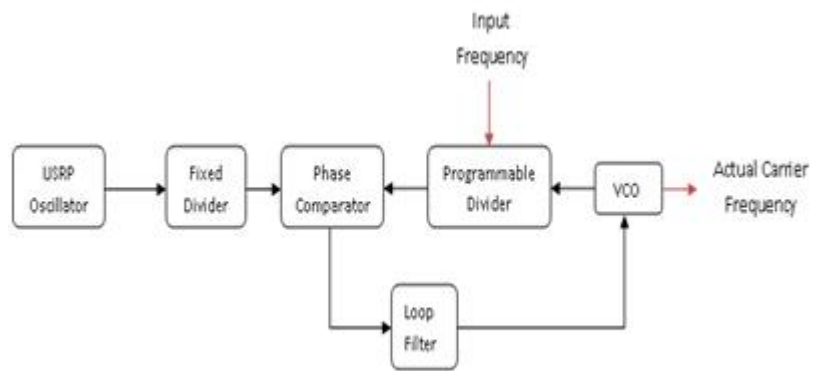 Input
Frequency
USRP
Oscillator
Fixed
Divider
Phase
Comparator
Programmable
Divider
VCO
Actual Carrier
Frequency
Loop
Filter